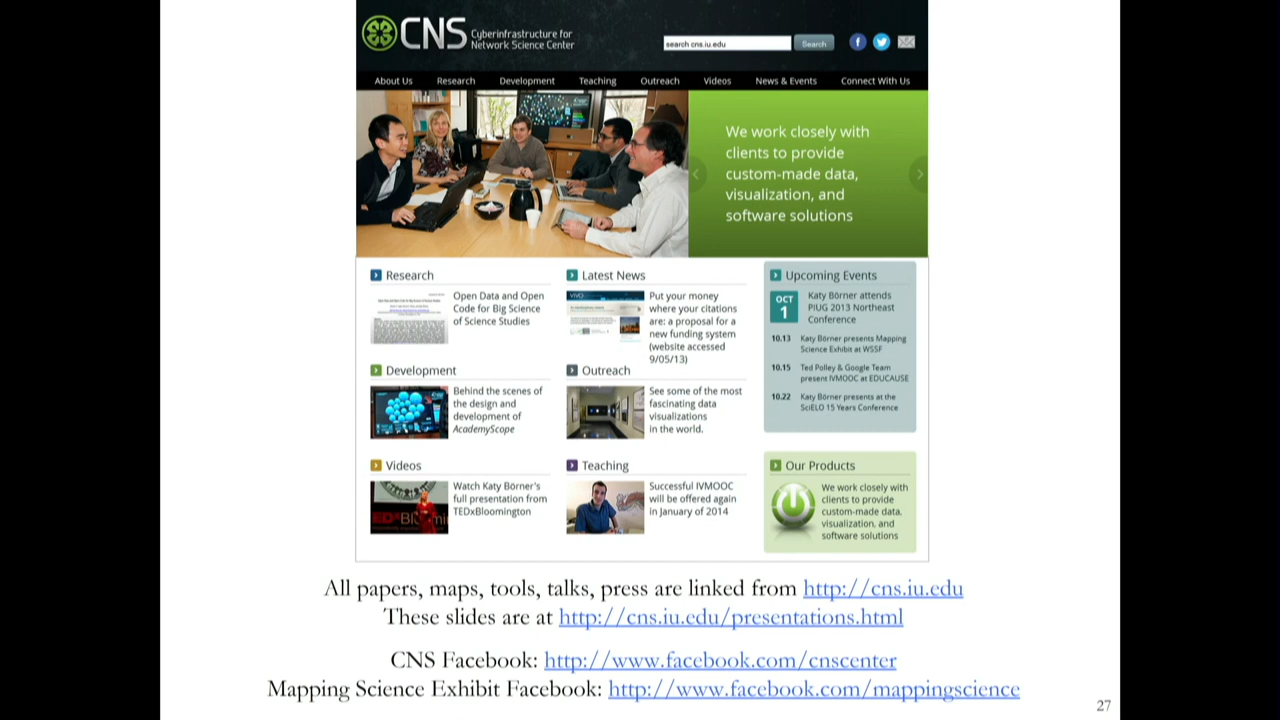 CNS Cyberinfrastructure for
Network Science Center
search cns.iu.edu
Search
About Us Research Development Teaching Outreach Videos News & Events Connect With Us
We work closely with
clients to provide
custom-made data,
visualization, and
software solutions
Research
Open Data and Open
Code for Big Science
of Science Studies
Latest News
VIVO
Put your money
where your citations
are: a proposal for a
new funding system
(website accessed
9/05/13)
Upcoming Events
OCT
1
Katy Börner attends
PIUG 2013 Northeast
Conference
10.13 Katy Börner presents Mapping
Science Exhibit at WSSF
10.15 Ted Polley & Google Team
present IVMOOC at EDUCAUSE
10.22 Katy Börner presents at the
SciELO 15 Years Conference
Development
Behind the scenes of
the design and
development of
AcademyScope
Outreach
See some of the most
fascinating data
visualizations
in the world.
Videos
Watch Katy Börner's
full presentation from
TEDxBloomington
Teaching
Successful IVMOOC
will be offered again
in January of 2014
Our Products
We work closely with
clients to provide
custom-made data,
visualization, and
software solutions
All papers, maps, tools, talks, press are linked from http://cns.iu.edu
These slides are at http://cns.iu.edu/presentations.html
CNS Facebook: http://www.facebook.com/cnscenter
Mapping Science Exhibit Facebook: http://www.facebook.com/mappingscience
27